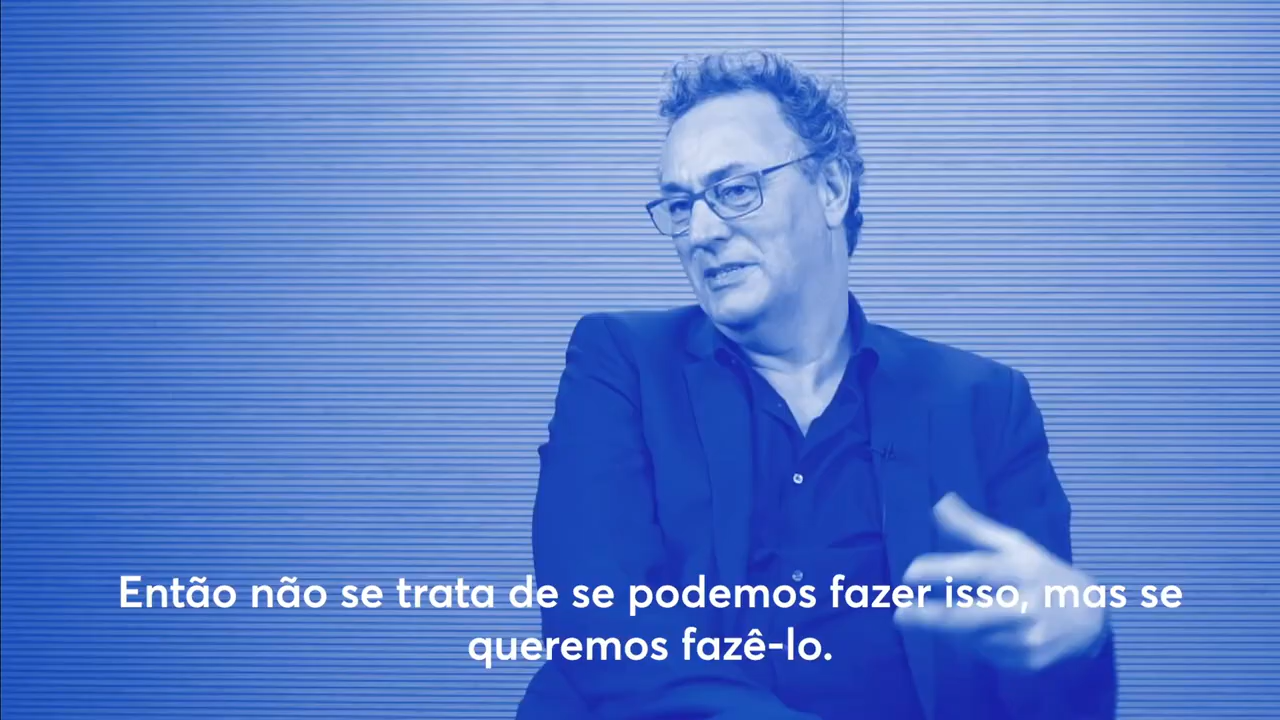 Então não se trata de se podemos fazer isso, mas se
queremos fazê-lo.